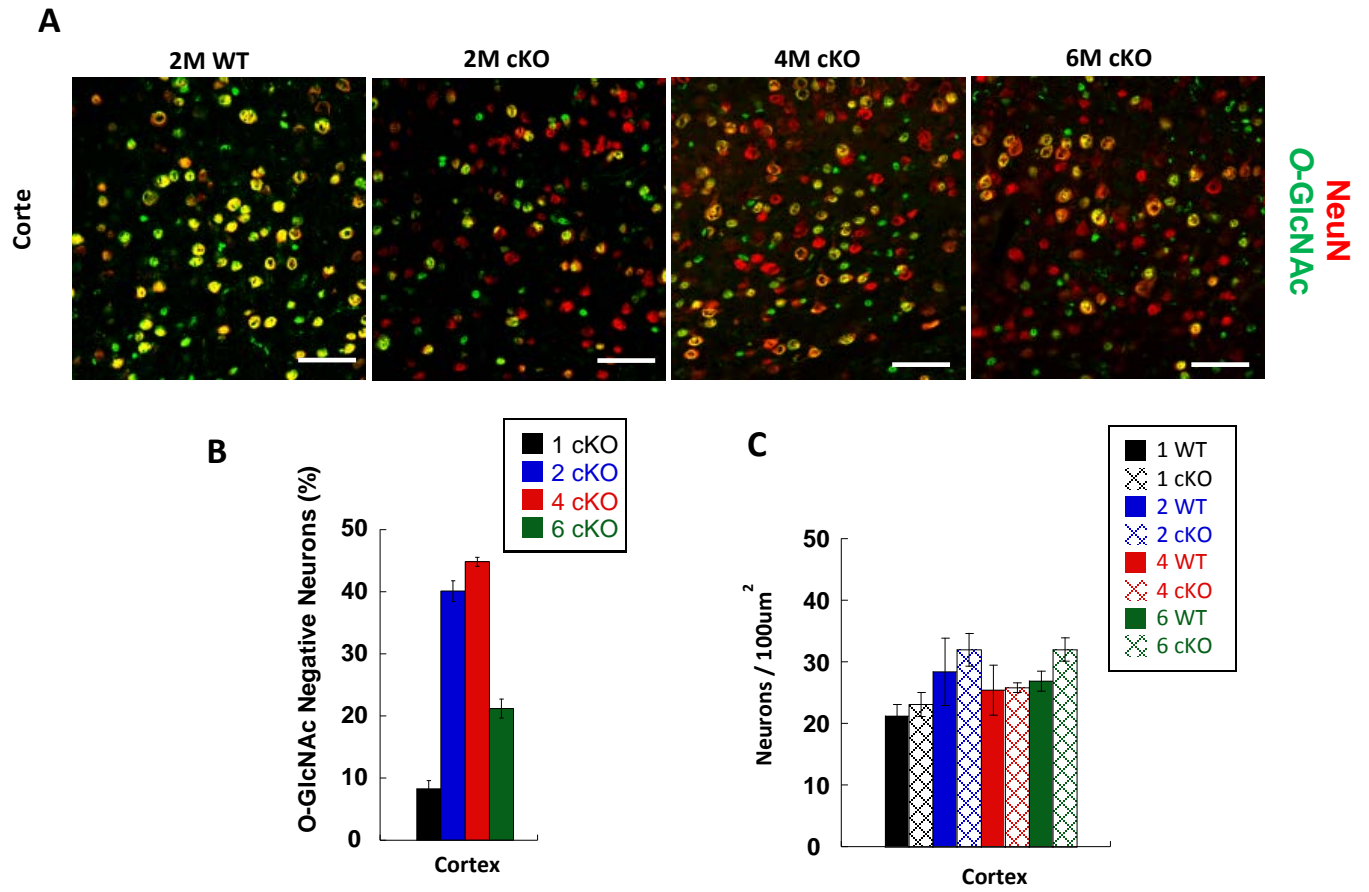 A
2M WT
2M cKO
4M cKO
6M cKO
Corte
NeuN
O-GlcNAc
B
1 cKO
2 cKO
4 cKO
6 cKO
O-GlcNAc Negative Neurons (%)
50
40
30
20
10
0
Cortex
C
1 WT
1 cKO
2 WT
2 cKO
4 WT
4 cKO
6 WT
6 cKO
Neurons / 100um²
50
40
30
20
10
0
Cortex